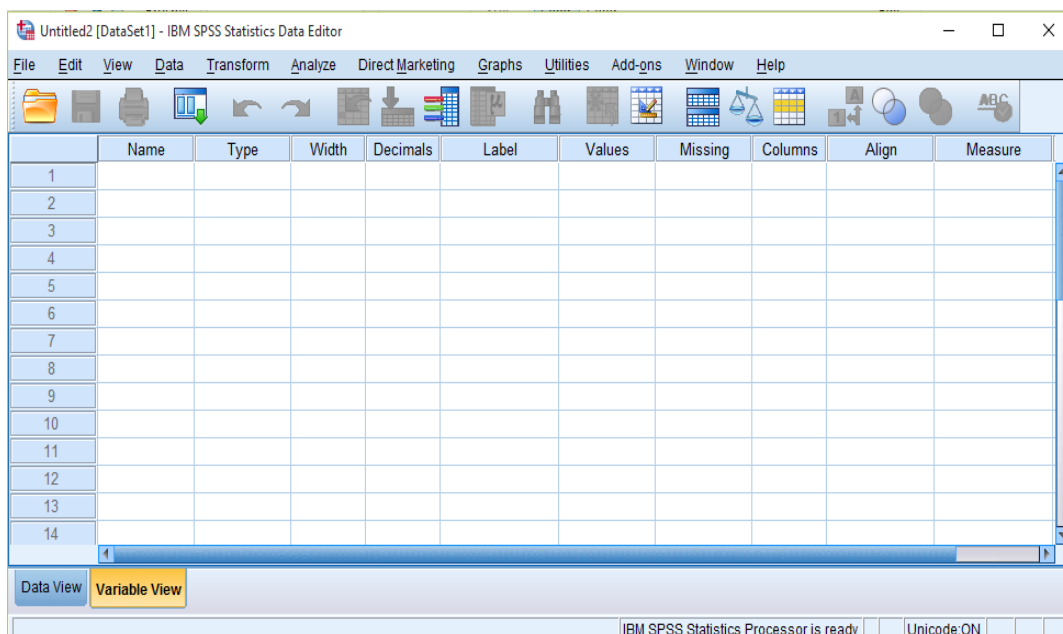 Untitled2 [DataSet1] - IBM SPSS Statistics Data Editor
File Edit View Data Transform Analyze Direct Marketing Graphs Utilities Add-ons Window Help
A
1 4
μ
ABC
Name Type Width Decimals Label Values Missing Columns Align Measure
1
2
3
4
5
6
7
8
9
10
11
12
13
14
Data View Variable View
IBM SPSS Statistics Processor is ready Unicode:ON